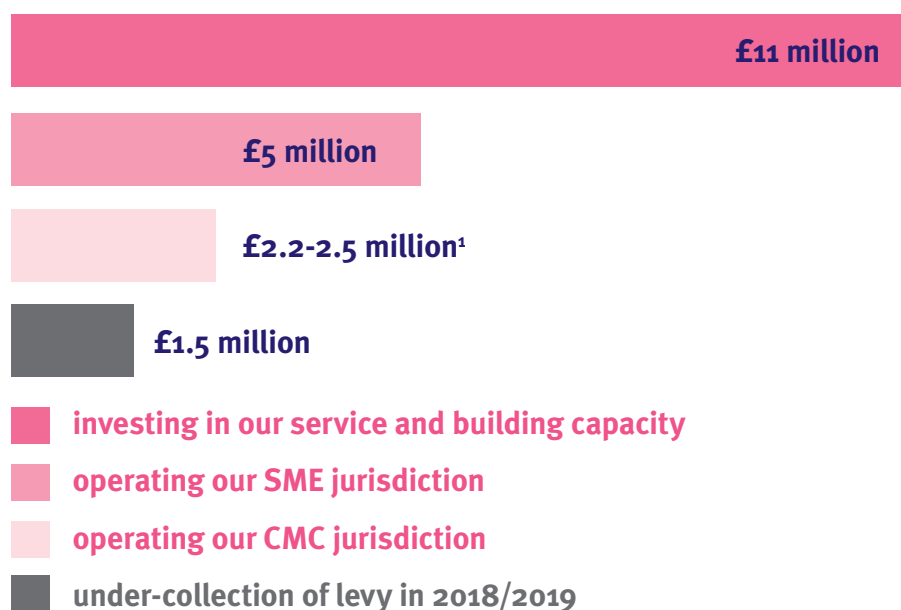 £11 million
£5 million
£2.2-2.5 million¹
£1.5 million
investing in our service and building capacity
operating our SME jurisdiction
operating our CMC jurisdiction
under-collection of levy in 2018/2019